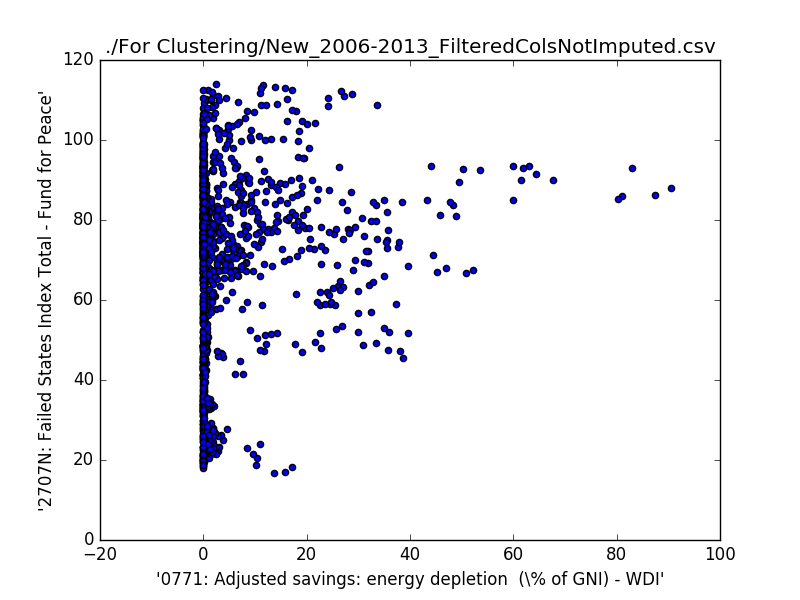 ./For Clustering/New_2006-2013_FilteredColsNotImputed.csv
120
100
80
60
40
20
0
'2707N: Failed States Index Total - Fund for Peace'
−20 0 20 40 60 80 100
'0771: Adjusted savings: energy depletion  (\% of GNI) - WDI'